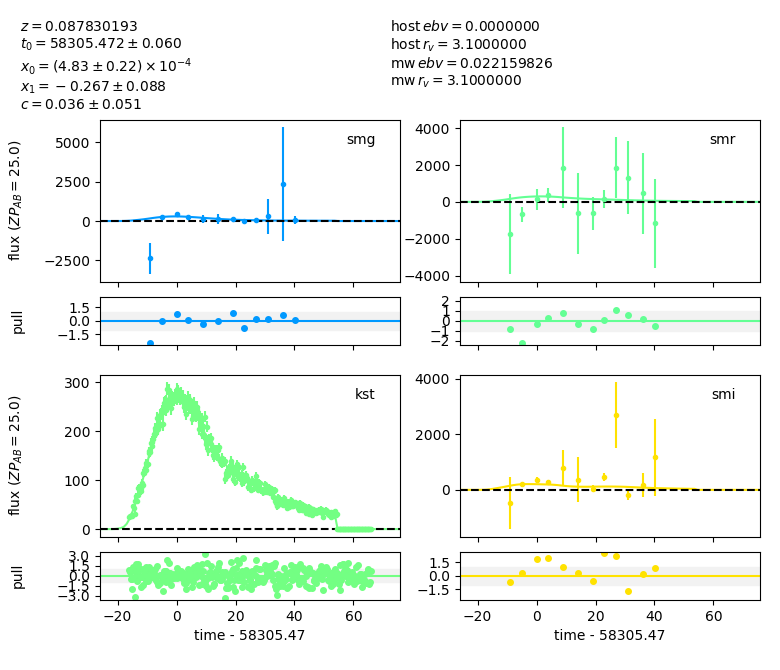 z = 0.087830193
t₀ = 58305.472 ± 0.060
x₀ = (4.83 ± 0.22) × 10⁻⁴
x₁ = −0.267 ± 0.088
c = 0.036 ± 0.051
host ebv = 0.0000000
host r_v = 3.1000000
mw ebv = 0.022159826
mw r_v = 3.1000000
flux (ZP_AB = 25.0)
5000
2500
0
−2500
smg
4000
2000
0
−2000
−4000
smr
pull
1.5
0.0
−1.5
2
1
0
−1
−2
flux (ZP_AB = 25.0)
300
200
100
0
kst
4000
2000
0
smi
pull
3.0
1.5
0.0
−1.5
−3.0
1.5
0.0
−1.5
−20 0 20 40 60
−20 0 20 40 60
time - 58305.47
time - 58305.47